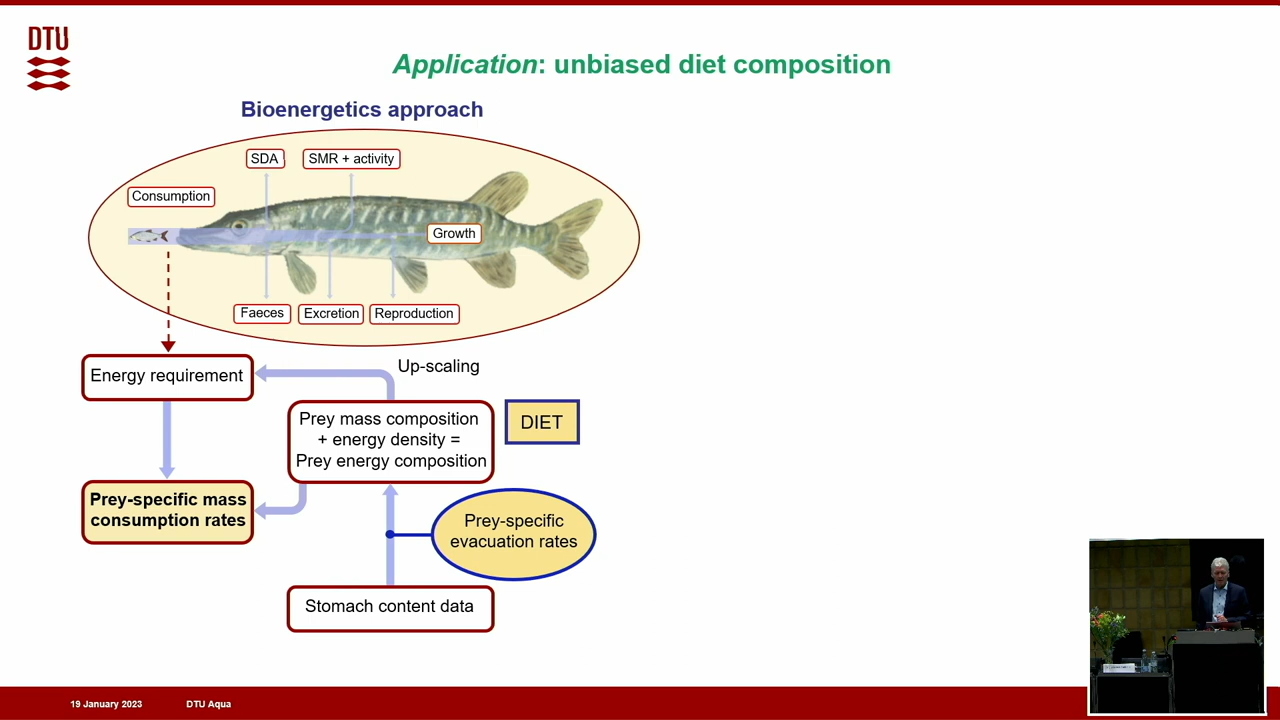 DTU
Application: unbiased diet composition
Bioenergetics approach
SDA
SMR + activity
Consumption
Growth
Faeces
Excretion
Reproduction
Energy requirement
Up-scaling
Prey mass composition
+ energy density =
Prey energy composition
DIET
Prey-specific mass
consumption rates
Prey-specific
evacuation rates
Stomach content data
19 January 2023
DTU Aqua